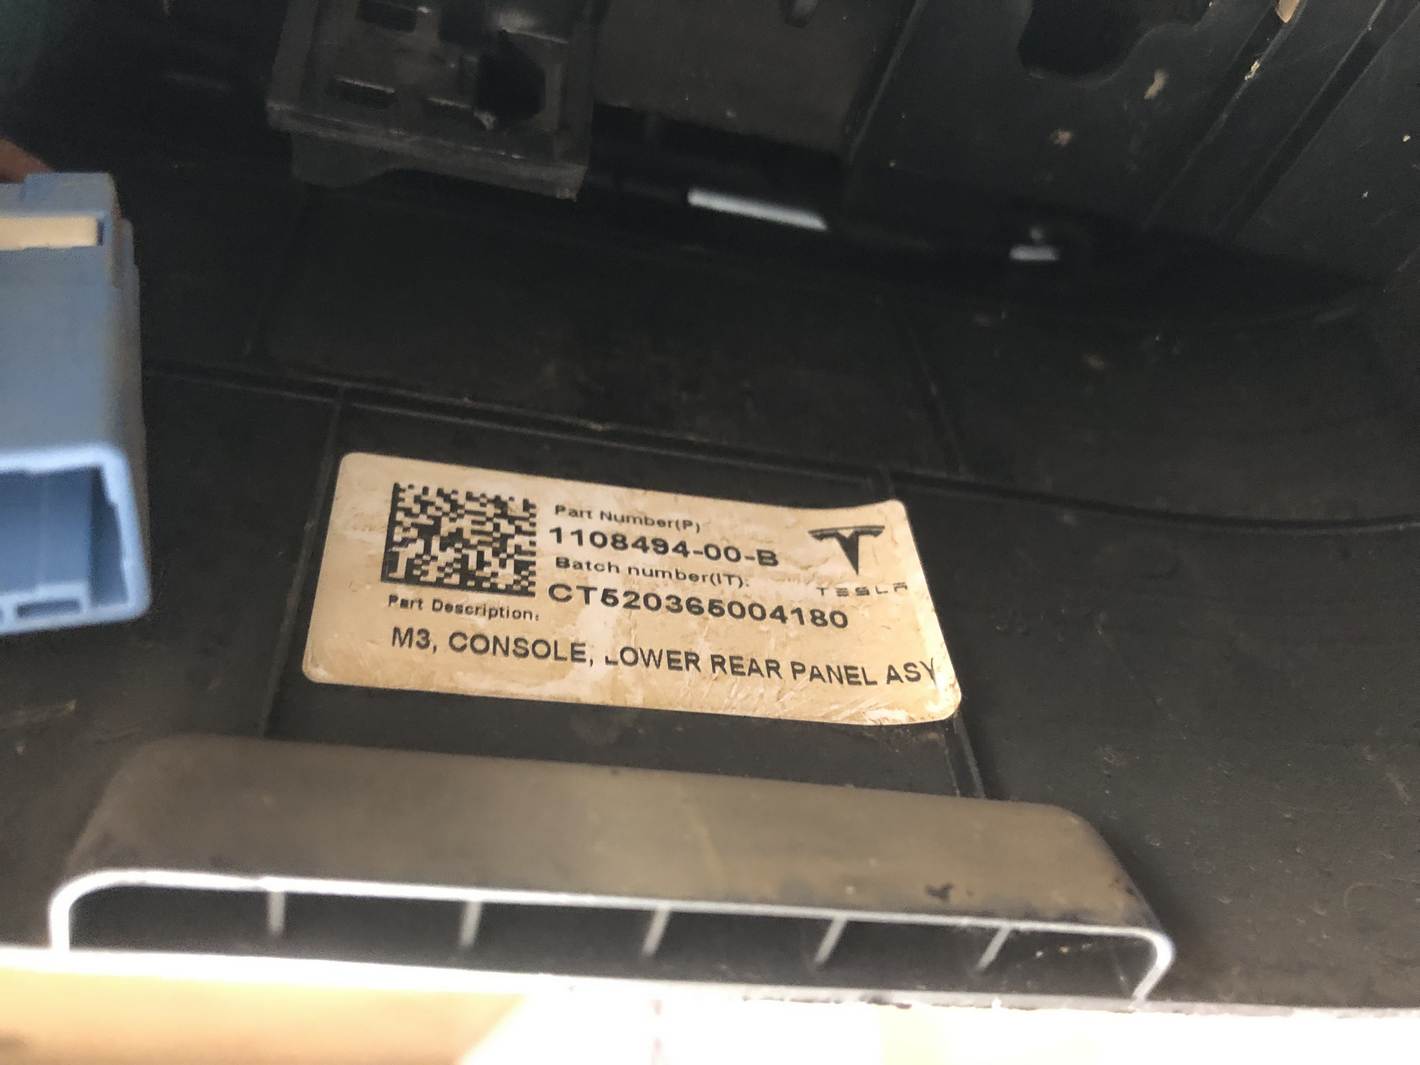 Part Number(P)
1108494-00-B
Batch number(IT):
CT520365004180
TESLA
Part Description:
M3, CONSOLE, LOWER REAR PANEL ASY